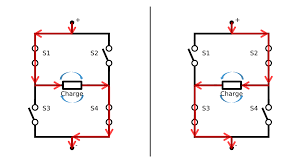 +
S1 S2
Charge
S3 S4
+
S1 S2
Charge
S3 S4